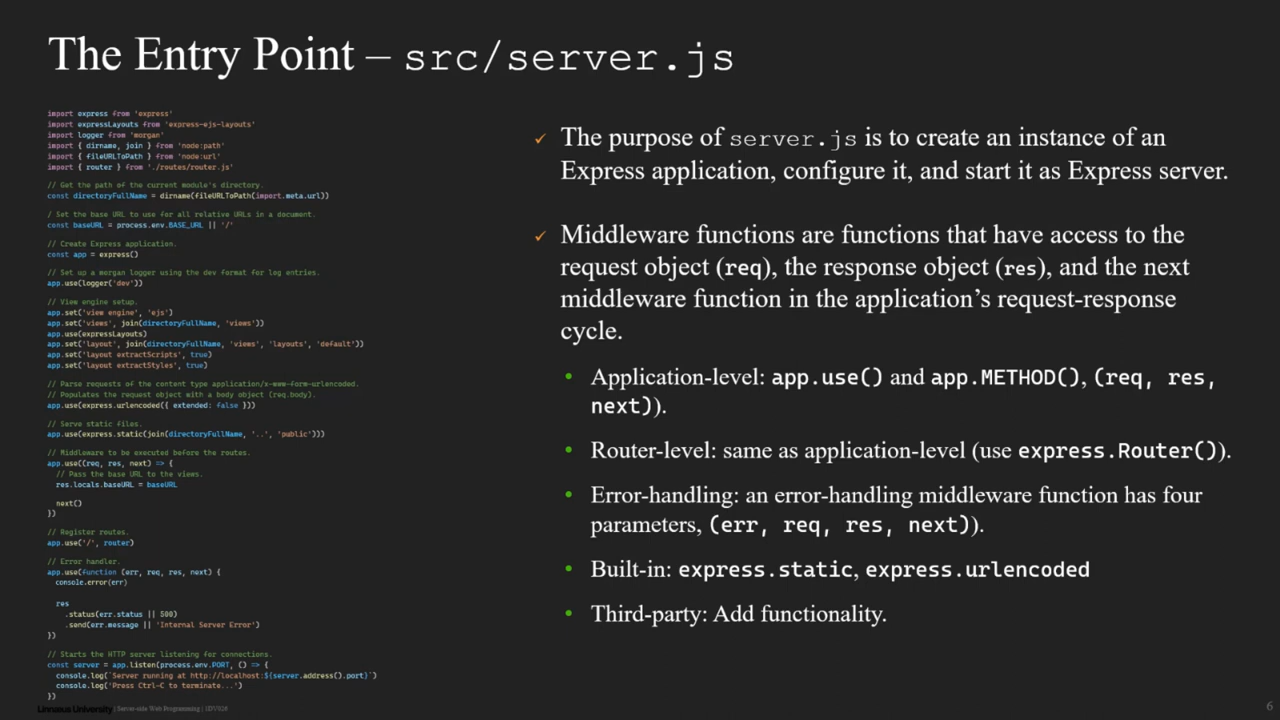 The Entry Point – src/server.js
import express from 'express'
import expressLayouts from 'express-ejs-layouts'
import logger from 'morgan'
import { dirname, join } from 'node:path'
import { fileURLToPath } from 'node:url'
import { router } from './routes/router.js'
// Get the path of the current module's directory.
const directoryFullName = dirname(fileURLToPath(import.meta.url))
/ Set the base URL to use for all relative URLs in a document.
const baseURL = process.env.BASE_URL || '/'
// Create Express application.
const app = express()
// Set up a morgan logger using the dev format for log entries.
app.use(logger('dev'))
// View engine setup.
app.set('view engine', 'ejs')
app.set('views', join(directoryFullName, 'views'))
app.use(expressLayouts)
app.set('layout', join(directoryFullName, 'views', 'layouts', 'default'))
app.set('layout extractScripts', true)
app.set('layout extractStyles', true)
// Parse requests of the content type application/x-www-form-urlencoded.
// Populates the request object with a body object (req.body).
app.use(express.urlencoded({ extended: false }))
// Serve static files.
app.use(express.static(join(directoryFullName, '..', 'public')))
// Middleware to be executed before the routes.
app.use((req, res, next) => {
// Pass the base URL to the views.
res.locals.baseURL = baseURL
next()
})
// Register routes.
app.use('/', router)
// Error handler.
app.use(function (err, req, res, next) {
console.error(err)
res
.status(err.status || 500)
.send(err.message || 'Internal Server Error')
})
// Starts the HTTP server listening for connections.
const server = app.listen(process.env.PORT, () => {
console.log(`Server running at http://localhost:${server.address().port}`)
console.log('Press Ctrl-C to terminate...')
})
✓ The purpose of server.js is to create an instance of an
Express application, configure it, and start it as Express server.
✓ Middleware functions are functions that have access to the
request object (req), the response object (res), and the next
middleware function in the application's request-response
cycle.
• Application-level: app.use() and app.METHOD(), (req, res,
next)).
• Router-level: same as application-level (use express.Router()).
• Error-handling: an error-handling middleware function has four
parameters, (err, req, res, next)).
• Built-in: express.static, express.urlencoded
• Third-party: Add functionality.
Linnæus University | Server-side Web Programming | 1DV528
6